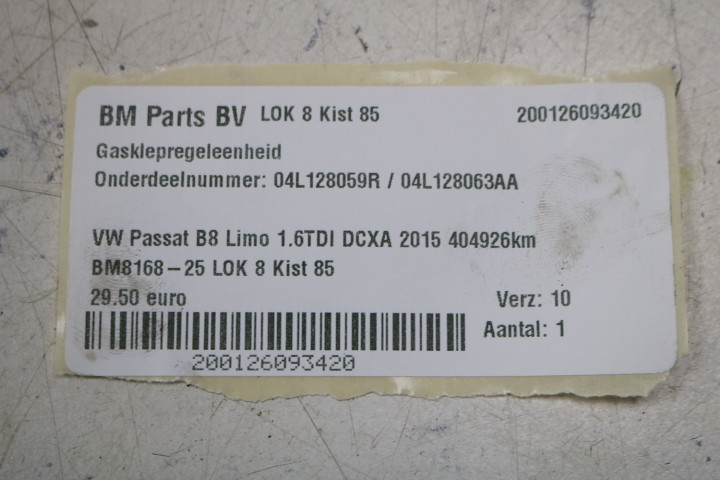 BM Parts BV LOK 8 Kist 85 200126093420
Gasklepregeleenheid
Onderdeelnummer: 04L128059R / 04L128063AA
VW Passat B8 Limo 1.6TDI DCXA 2015 404926km
BM8168-25 LOK 8 Kist 85
29.50 euro Verz: 10
Aantal: 1
200126093420